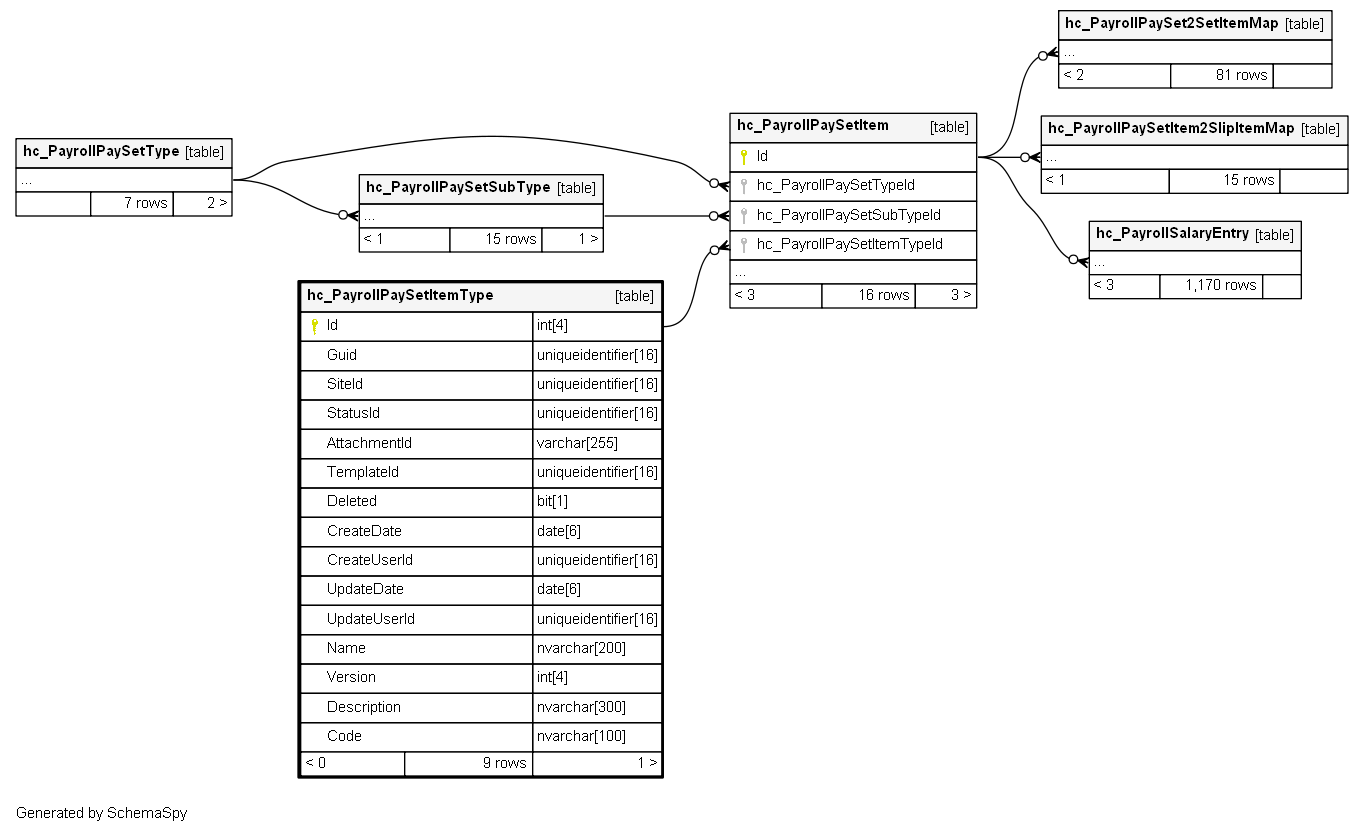 hc_PayrollPaySet2SetItemMap [table]
...
< 2 81 rows
hc_PayrollPaySetItem2SlipItemMap [table]
...
< 1 15 rows
hc_PayrollSalaryEntry [table]
...
< 3 1,170 rows
hc_PayrollPaySetItem [table]
Id
hc_PayrollPaySetTypeId
hc_PayrollPaySetSubTypeId
hc_PayrollPaySetItemTypeId
...
< 3 16 rows 3 >
hc_PayrollPaySetType [table]
...
7 rows 2 >
hc_PayrollPaySetSubType [table]
...
< 1 15 rows 1 >
hc_PayrollPaySetItemType [table]
Id int[4]
Guid uniqueidentifier[16]
SiteId uniqueidentifier[16]
StatusId uniqueidentifier[16]
AttachmentId varchar[255]
TemplateId uniqueidentifier[16]
Deleted bit[1]
CreateDate date[6]
CreateUserId uniqueidentifier[16]
UpdateDate date[6]
UpdateUserId uniqueidentifier[16]
Name nvarchar[200]
Version int[4]
Description nvarchar[300]
Code nvarchar[100]
< 0 9 rows 1 >
Generated by SchemaSpy